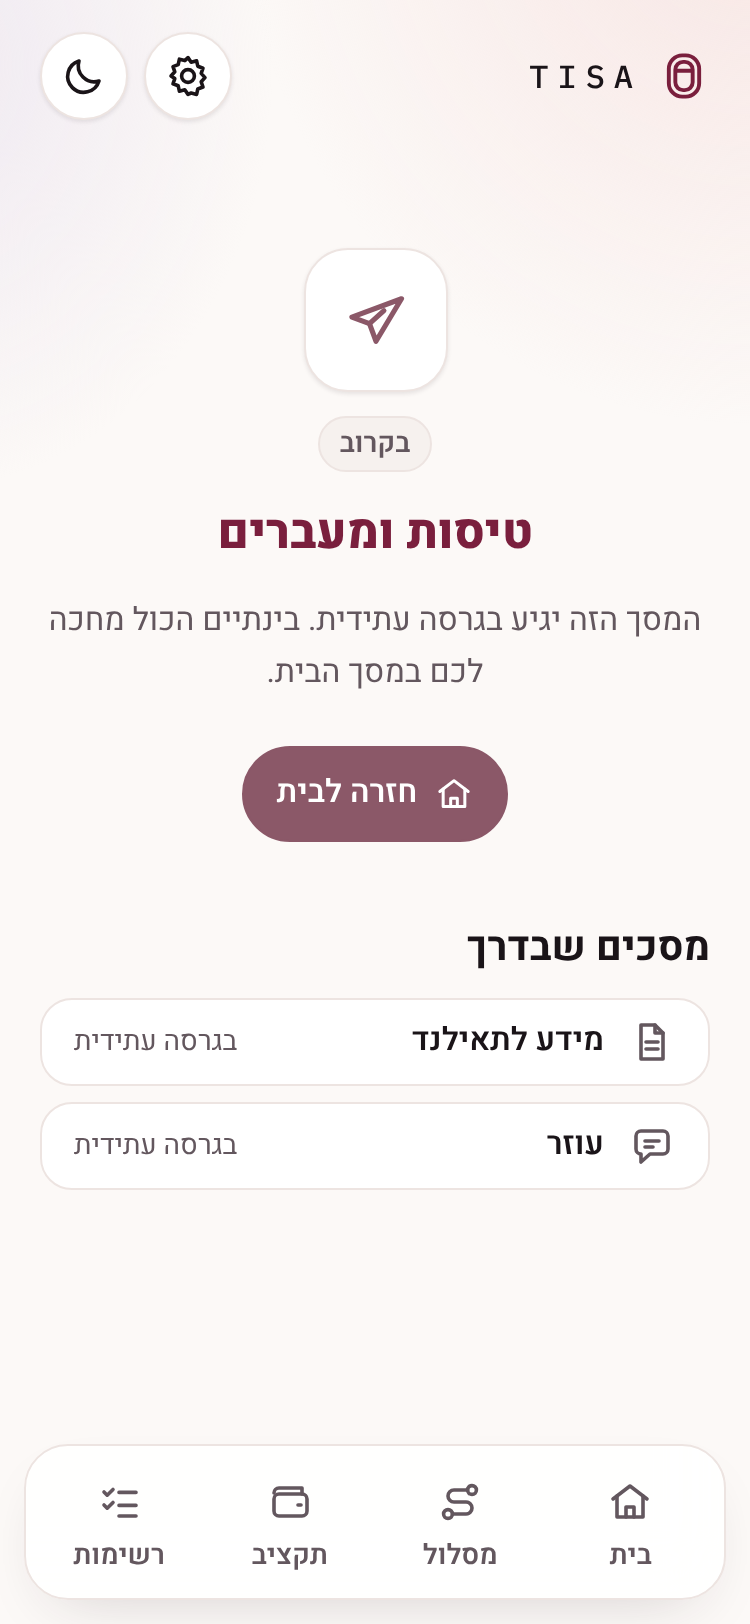 TISA
בקרוב
טיסות ומעברים
המסך הזה יגיע בגרסה עתידית. בינתיים הכול מחכה
לכם במסך הבית.
חזרה לבית
מסכים שבדרך
מידע לתאילנד בגרסה עתידית
עוזר בגרסה עתידית
בית מסלול תקציב רשימות